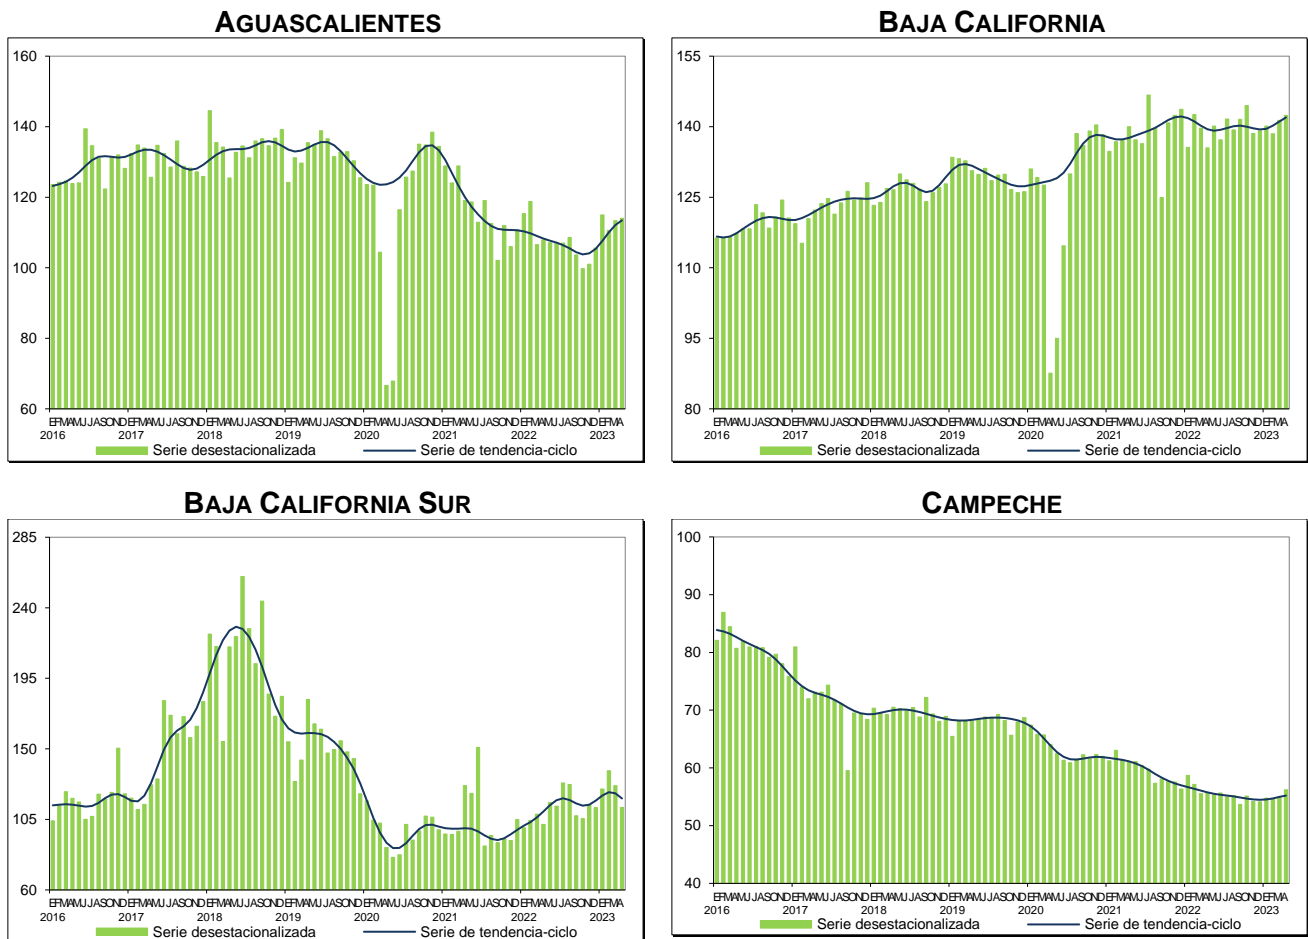 AGUASCALIENTES
160
140
120
100
80
60
EFMAMJJASONDEFMAMJJASONDEFMAMJJASONDEFMAMJJASONDEFMAMJJASONDEFMAMJJASONDEFMAMJJASONDEFMA
2016 2017 2018 2019 2020 2021 2022 2023
Serie desestacionalizada Serie de tendencia-ciclo
BAJA CALIFORNIA
155
140
125
110
95
80
EFMAMJJASONDEFMAMJJASONDEFMAMJJASONDEFMAMJJASONDEFMAMJJASONDEFMAMJJASONDEFMAMJJASONDEFMA
2016 2017 2018 2019 2020 2021 2022 2023
Serie desestacionalizada Serie de tendencia-ciclo
BAJA CALIFORNIA SUR
285
240
195
150
105
60
EFMAMJJASONDEFMAMJJASONDEFMAMJJASONDEFMAMJJASONDEFMAMJJASONDEFMAMJJASONDEFMAMJJASONDEFMA
2016 2017 2018 2019 2020 2021 2022 2023
Serie desestacionalizada Serie de tendencia-ciclo
CAMPECHE
100
90
80
70
60
50
40
EFMAMJJASONDEFMAMJJASONDEFMAMJJASONDEFMAMJJASONDEFMAMJJASONDEFMAMJJASONDEFMAMJJASONDEFMA
2016 2017 2018 2019 2020 2021 2022 2023
Serie desestacionalizada Serie de tendencia-ciclo